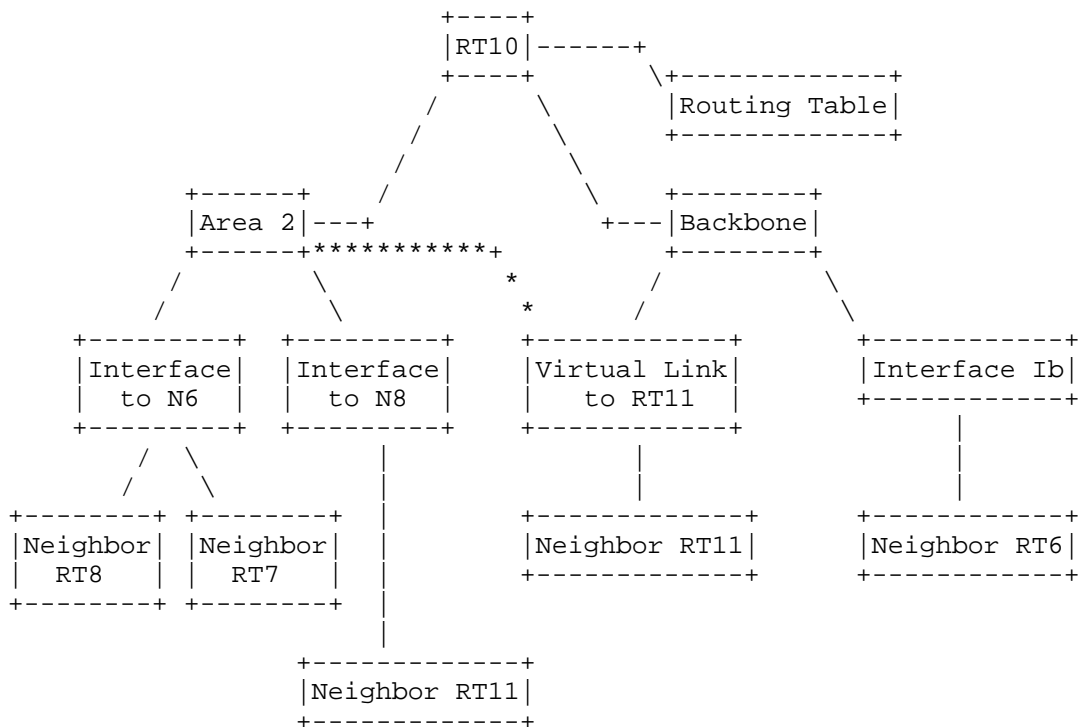 RT10
Routing Table
Area 2
Backbone
Interface
to N6
Interface
to N8
Virtual Link
to RT11
Interface Ib
Neighbor
RT8
Neighbor
RT7
Neighbor RT11
Neighbor RT6
Neighbor RT11